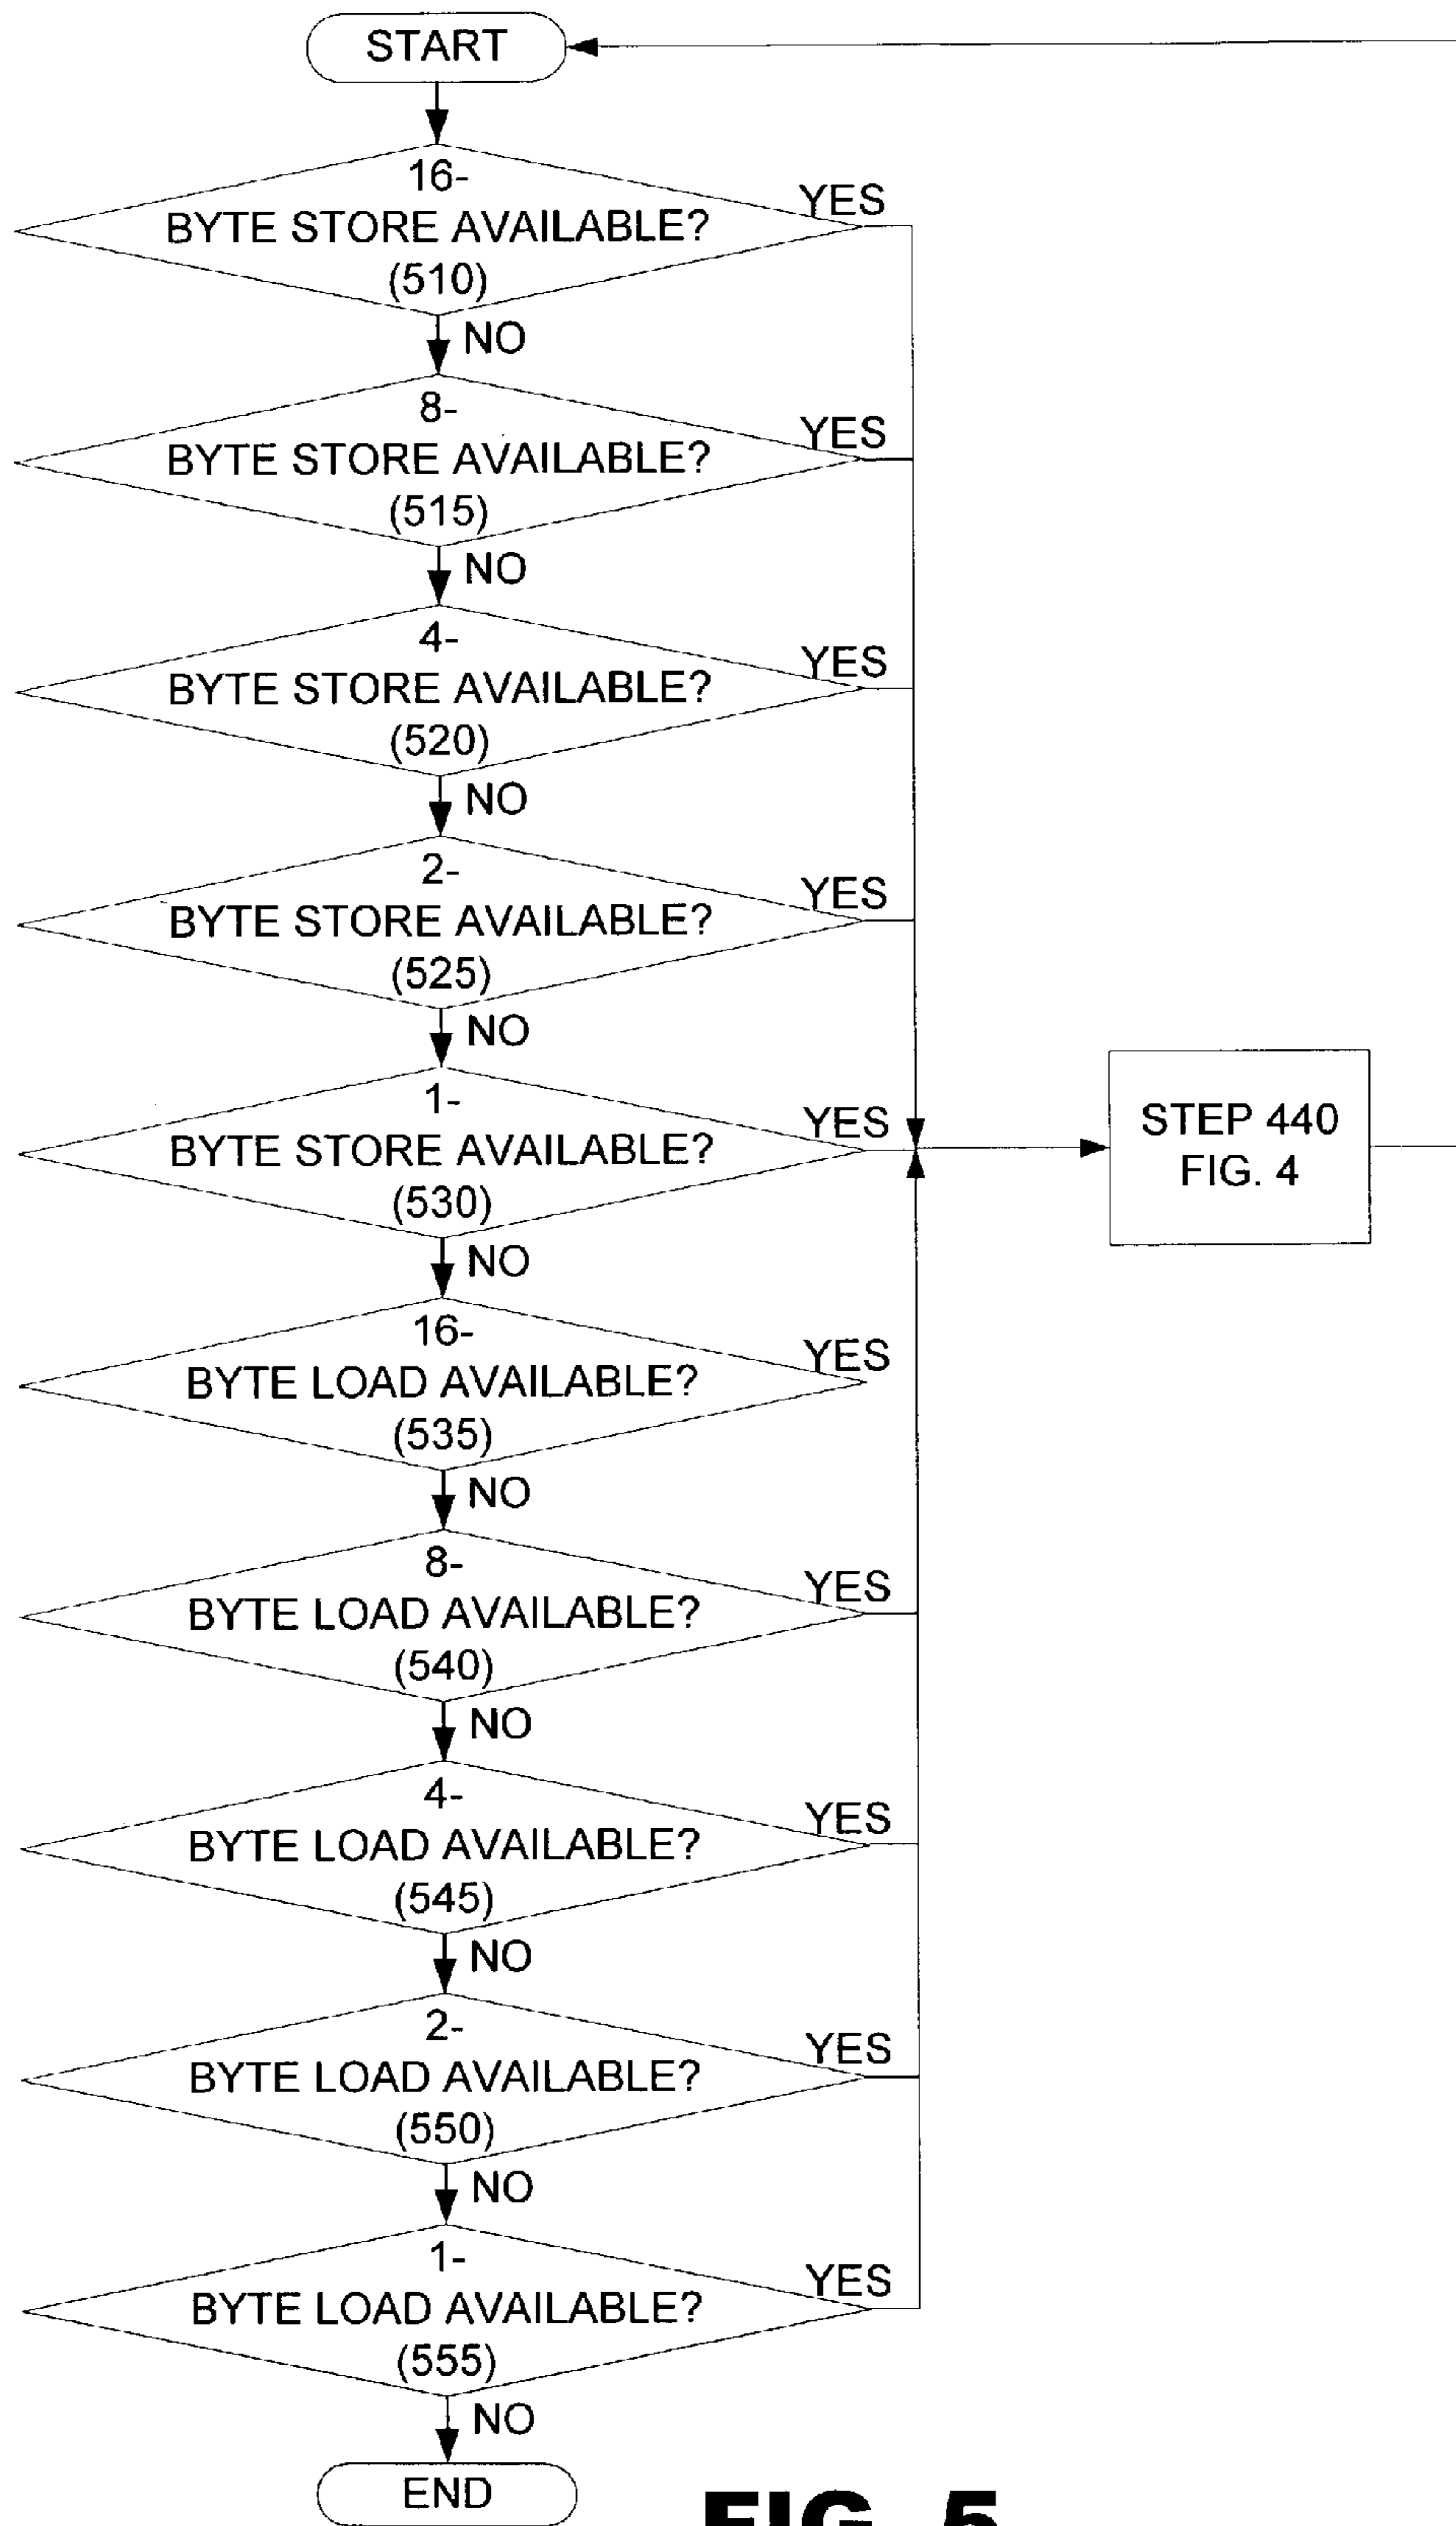 START
16-
BYTE STORE AVAILABLE?
(510)
YES
NO
8-
BYTE STORE AVAILABLE?
(515)
YES
NO
4-
BYTE STORE AVAILABLE?
(520)
YES
NO
2-
BYTE STORE AVAILABLE?
(525)
YES
NO
1-
BYTE STORE AVAILABLE?
(530)
YES
STEP 440
FIG. 4
NO
16-
BYTE LOAD AVAILABLE?
(535)
YES
NO
8-
BYTE LOAD AVAILABLE?
(540)
YES
NO
4-
BYTE LOAD AVAILABLE?
(545)
YES
NO
2-
BYTE LOAD AVAILABLE?
(550)
YES
NO
1-
BYTE LOAD AVAILABLE?
(555)
YES
NO
END
FIG. 5